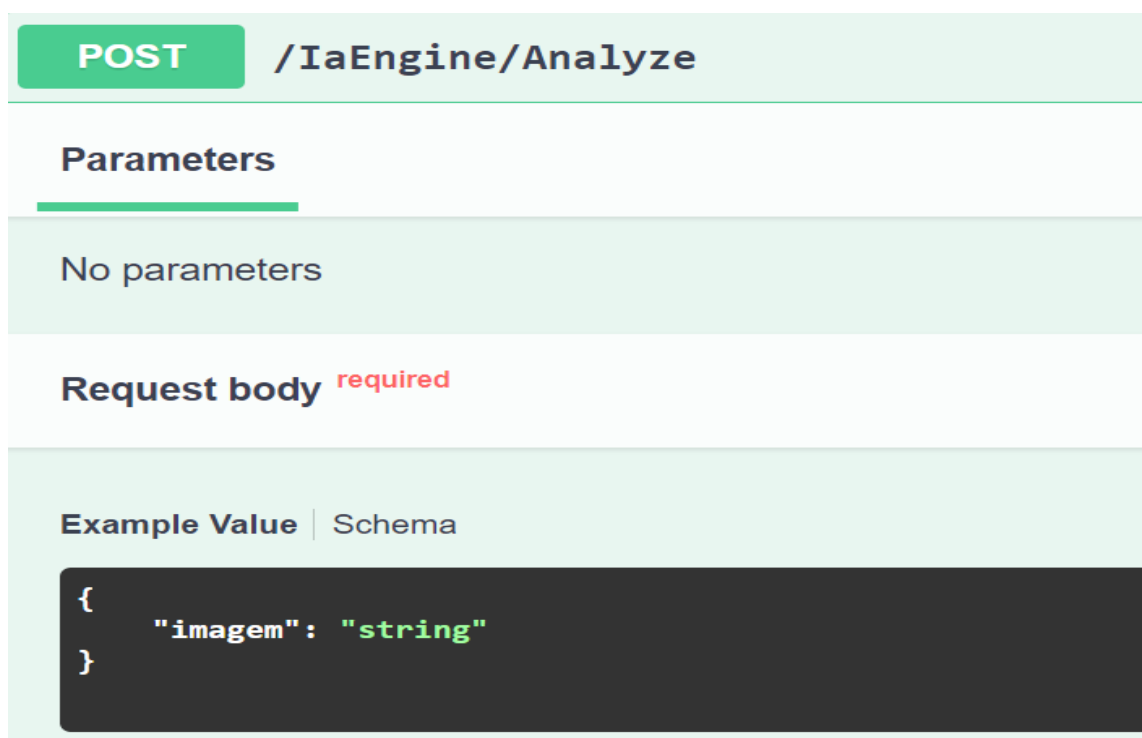 POST /IaEngine/Analyze
Parameters
No parameters
Request body required
Example Value Schema
{
"imagem": "string"
}